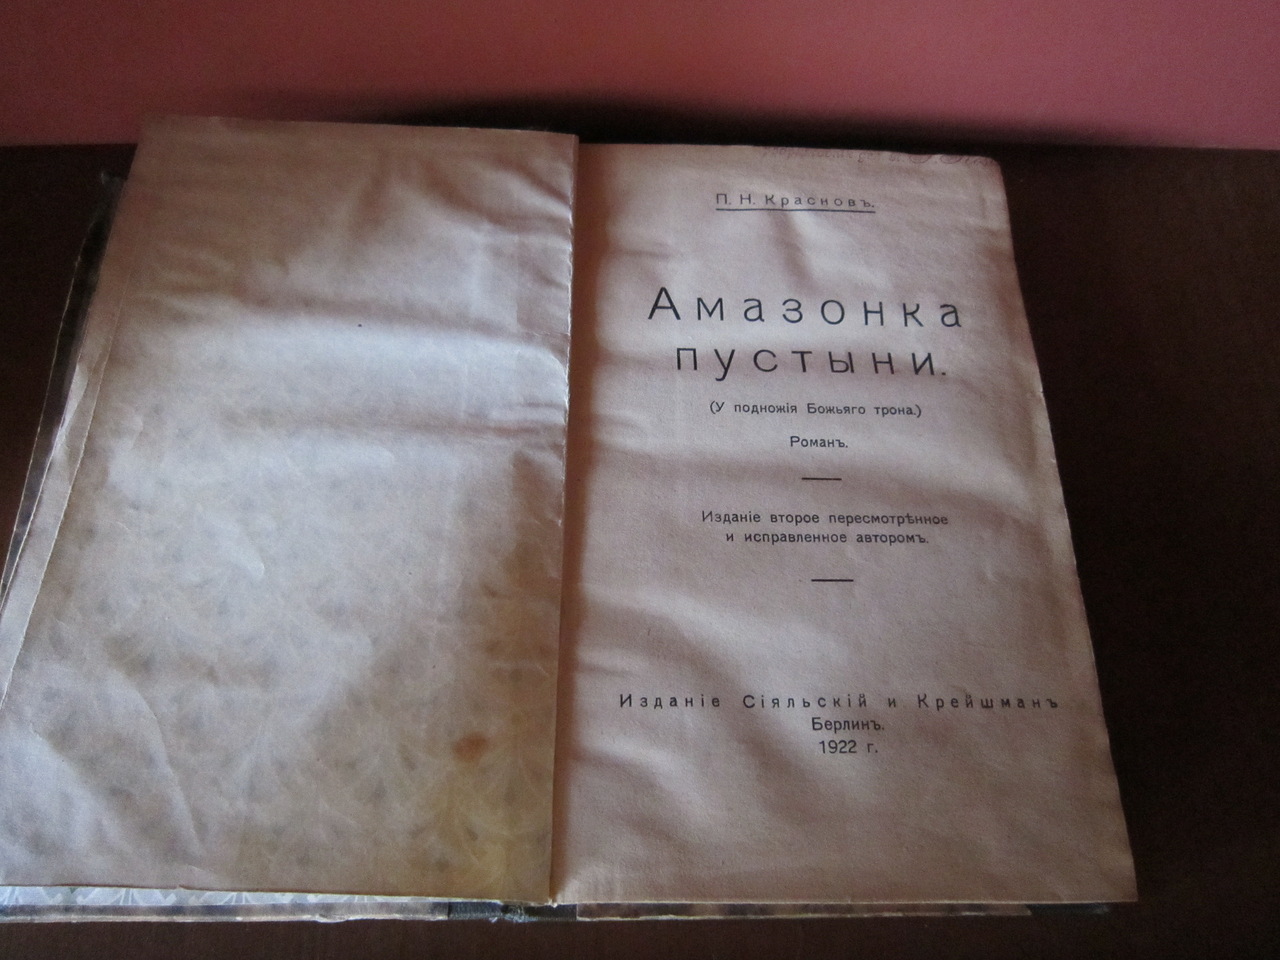 П. Н. Красновъ.
Амазонка
пустыни.
(У подножія Божьяго трона.)
Романъ.
Изданіе второе пересмотрѣнное
и исправленное авторомъ.
Изданіе Сіяльскій и Крейшманъ
Берлинъ.
1922 г.